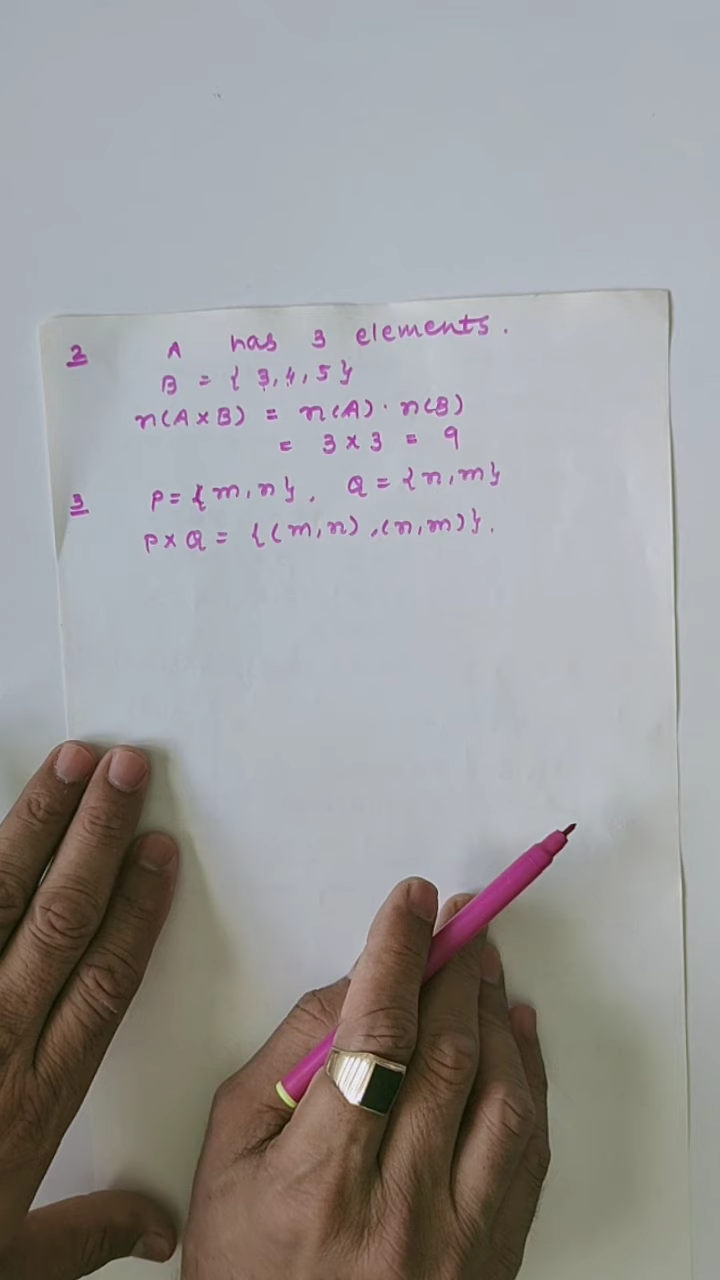 2 A has 3 elements.
B = { 3, 4, 5 }
n(A × B) = n(A) · n(B)
= 3 × 3 = 9
3 P = { m, n }. Q = { n, m }
P × Q = { (m, n) , (n, m) }.